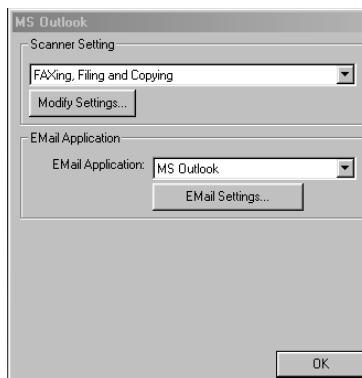 MS Outlook
Scanner Setting
FAXing, Filing and Copying
Modify Settings...
EMail Application
EMail Application: MS Outlook
EMail Settings...
OK